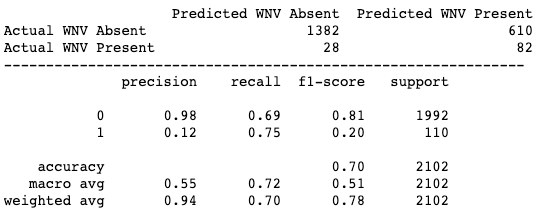 Predicted WNV Absent  Predicted WNV Present
Actual WNV Absent  1382  610
Actual WNV Present  28  82
----------------------------------------------------------------
precision  recall  f1-score  support
0  0.98  0.69  0.81  1992
1  0.12  0.75  0.20  110
accuracy  0.70  2102
macro avg  0.55  0.72  0.51  2102
weighted avg  0.94  0.70  0.78  2102